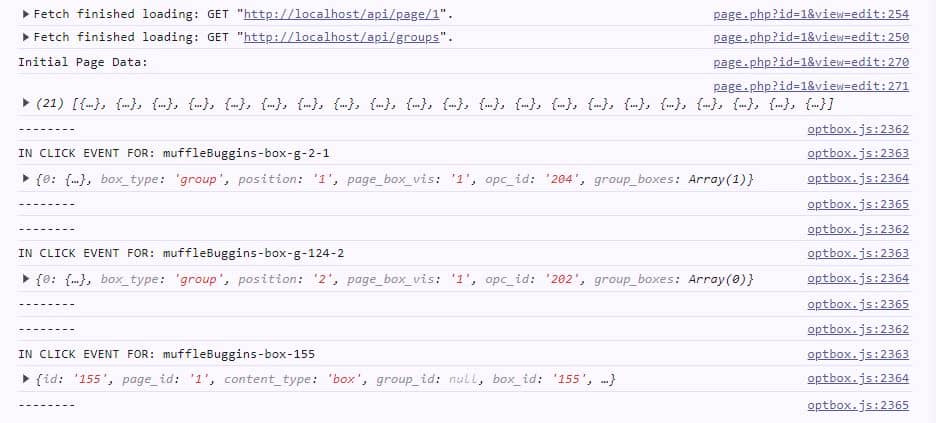 ▶ Fetch finished loading: GET "http://localhost/api/page/1". page.php?id=1&view=edit:254
▶ Fetch finished loading: GET "http://localhost/api/groups". page.php?id=1&view=edit:250
Initial Page Data: page.php?id=1&view=edit:270
page.php?id=1&view=edit:271
▶ (21) [{…}, {…}, {…}, {…}, {…}, {…}, {…}, {…}, {…}, {…}, {…}, {…}, {…}, {…}, {…}, {…}, {…}, {…}, {…}, {…}, {…}]
-------- optbox.js:2362
IN CLICK EVENT FOR: muffleBuggins-box-g-2-1 optbox.js:2363
▶ {0: {…}, box_type: 'group', position: '1', page_box_vis: '1', opc_id: '204', group_boxes: Array(1)} optbox.js:2364
-------- optbox.js:2365
-------- optbox.js:2362
IN CLICK EVENT FOR: muffleBuggins-box-g-124-2 optbox.js:2363
▶ {0: {…}, box_type: 'group', position: '2', page_box_vis: '1', opc_id: '202', group_boxes: Array(0)} optbox.js:2364
-------- optbox.js:2365
-------- optbox.js:2362
IN CLICK EVENT FOR: muffleBuggins-box-155 optbox.js:2363
▶ {id: '155', page_id: '1', content_type: 'box', group_id: null, box_id: '155', …} optbox.js:2364
-------- optbox.js:2365